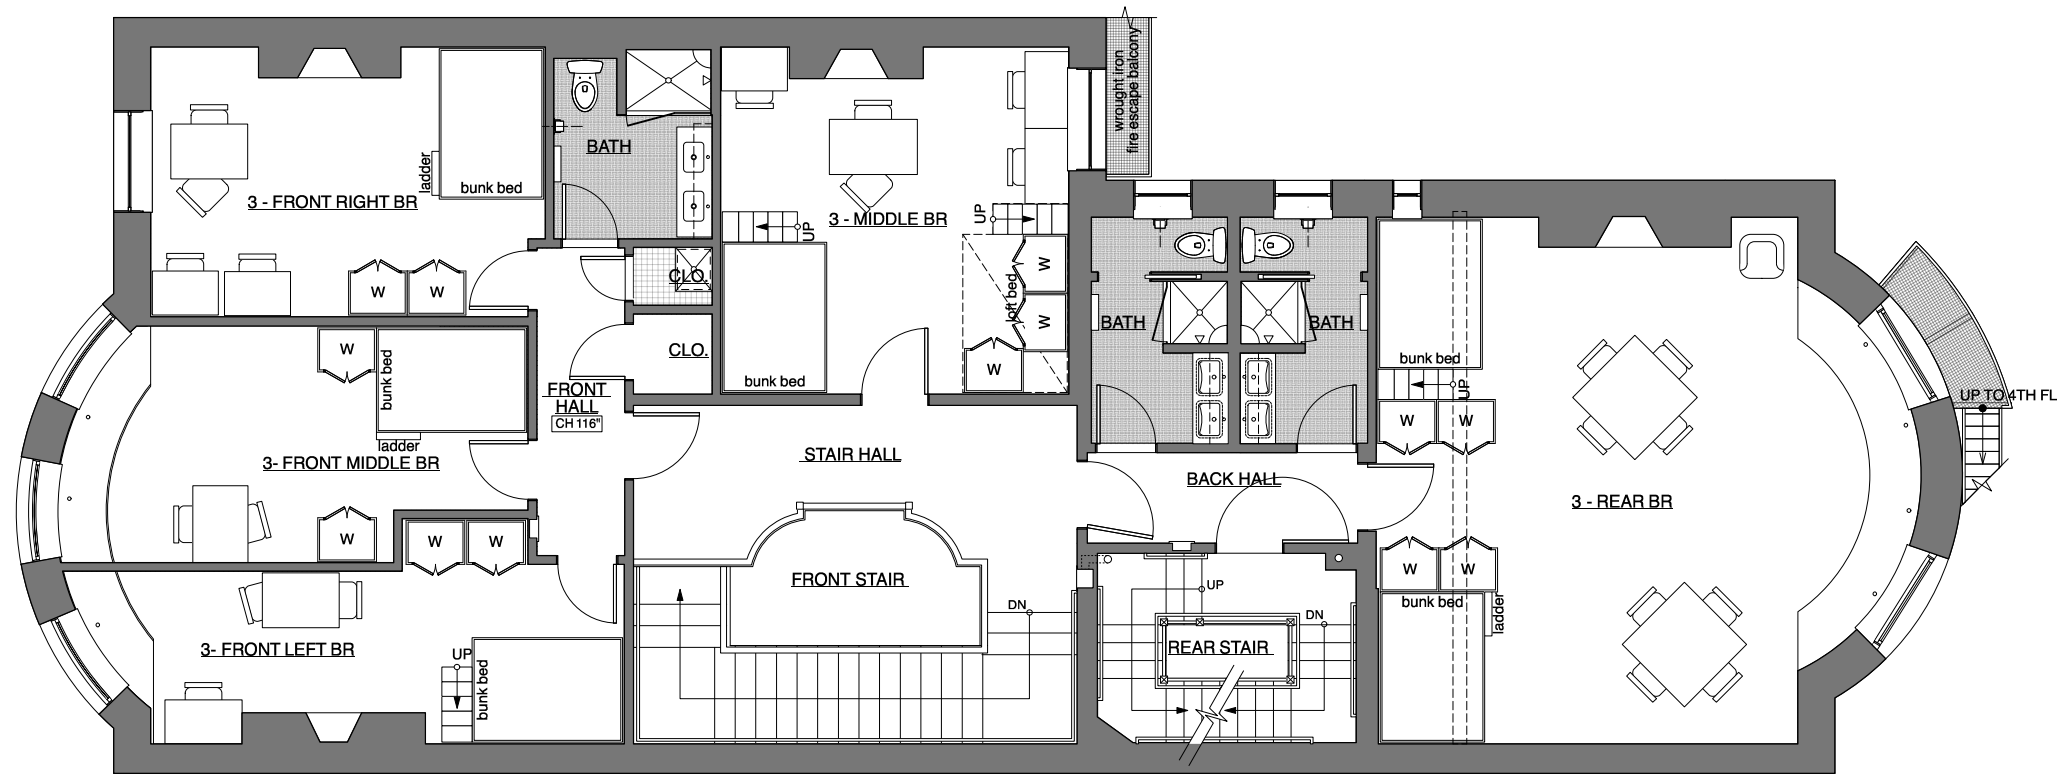 wrought iron
fire escape balcony
BATH
ladder
bunk bed
3 - FRONT RIGHT BR
UP
3 - MIDDLE BR
UP
W
W
CLO.
loft bed
W
W
W
BATH
BATH
CLO.
bunk bed
W
bunk bed
ladder
FRONT
HALL
CH 116"
bunk bed
UP
W
W
UP TO 4TH FL
3- FRONT MIDDLE BR
STAIR HALL
BACK HALL
3 - REAR BR
W
W
W
W
W
FRONT STAIR
UP
DN
DN
bunk bed
ladder
3- FRONT LEFT BR
UP
bunk bed
REAR STAIR